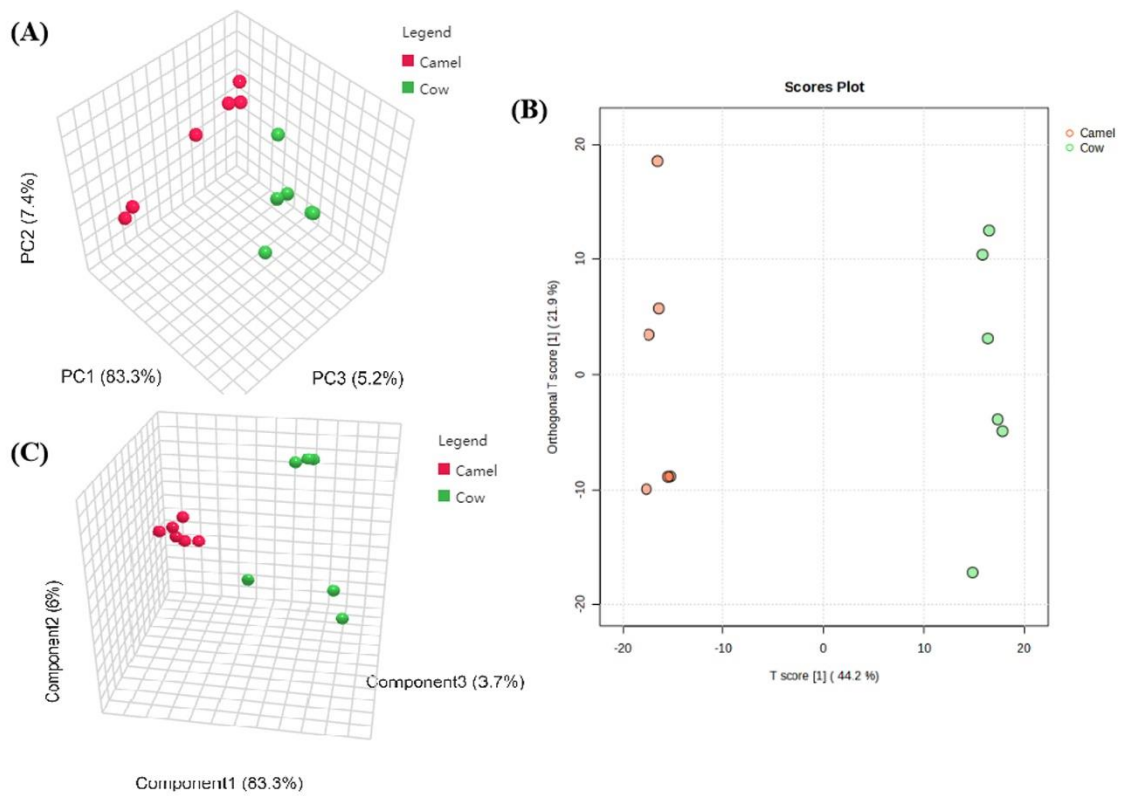 (A)
Legend
Camel
Cow
PC2 (7.4%)
PC1 (83.3%)
PC3 (5.2%)
(B)
Scores Plot
Camel
Cow
Orthogonal T score [1] ( 21.9 %)
20
10
0
-10
-20
-20
-10
0
10
20
T score [1] ( 44.2 %)
(C)
Legend
Camel
Cow
Component2 (6%)
Component3 (3.7%)
Component1 (83.3%)